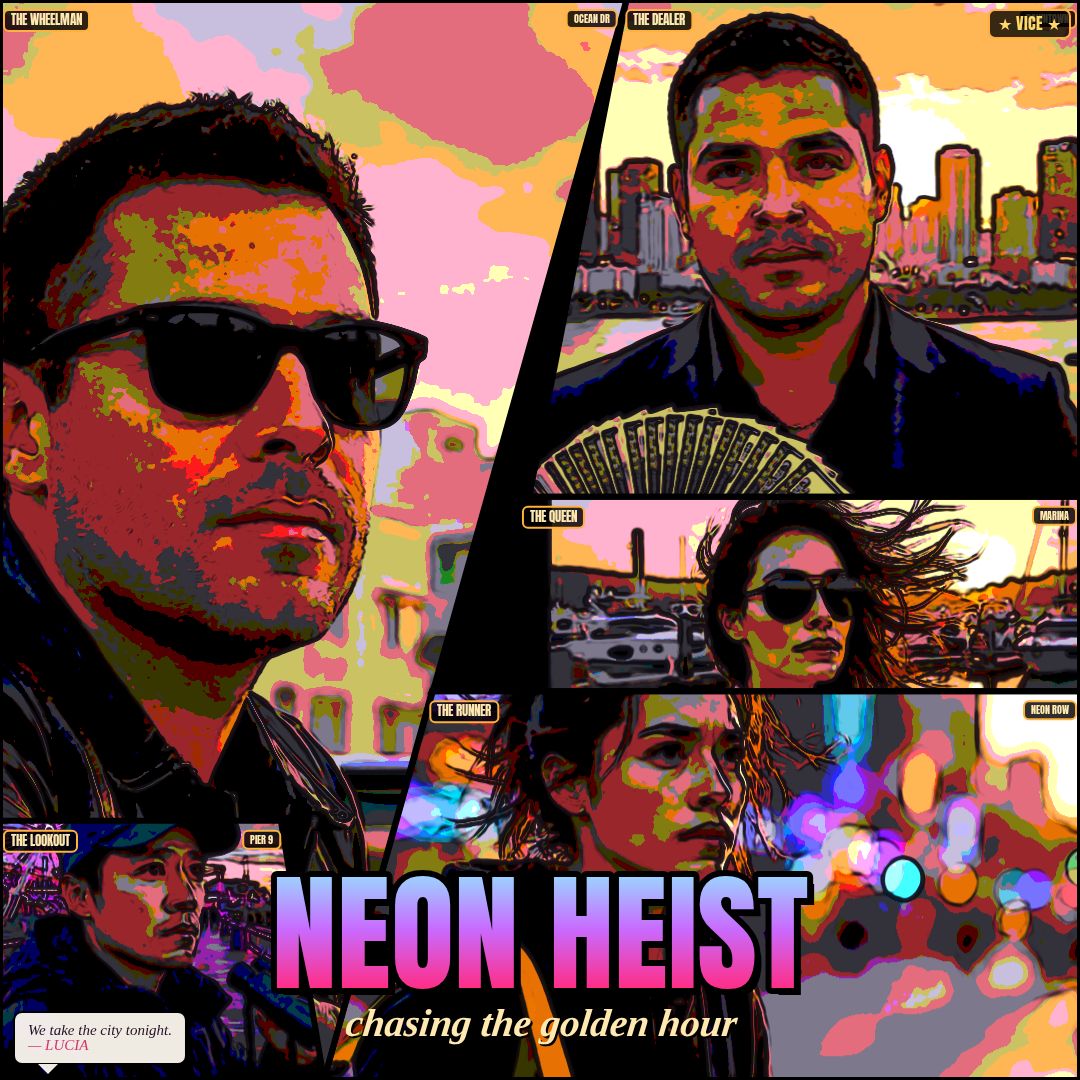 THE WHEELMAN
OCEAN DR
THE DEALER
★ VICE ★
THE QUEEN
MARINA
THE RUNNER
NEON ROW
THE LOOKOUT
PIER 9
NEON HEIST
chasing the golden hour
We take the city tonight.
— LUCIA